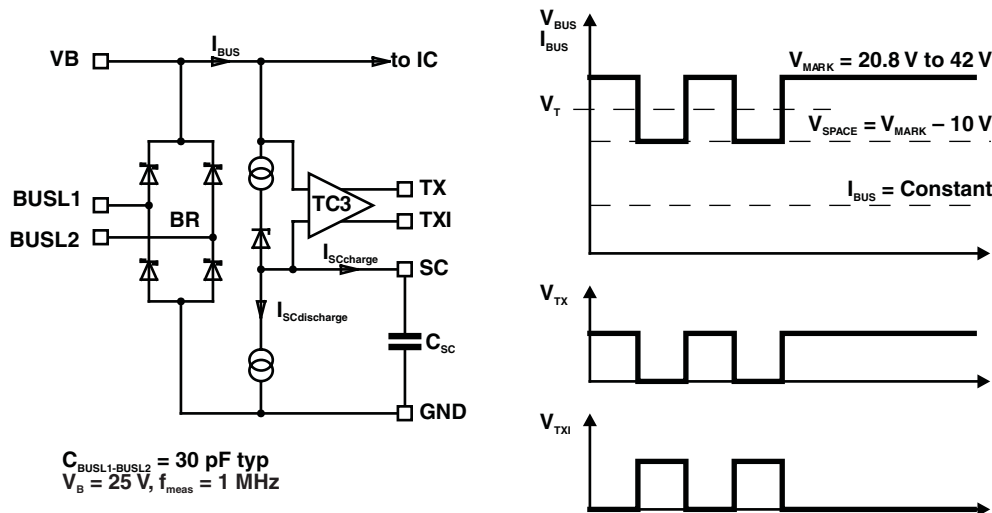 VB
I_BUS
to IC
BUSL1
BUSL2
BR
TC3
TX
TXI
I_SCcharge
SC
I_SCdischarge
C_SC
GND
C_BUSL1-BUSL2 = 30 pF typ
V_B = 25 V, f_meas = 1 MHz
V_BUS
I_BUS
V_MARK = 20.8 V to 42 V
V_T
V_SPACE = V_MARK – 10 V
I_BUS = Constant
V_TX
V_TXI